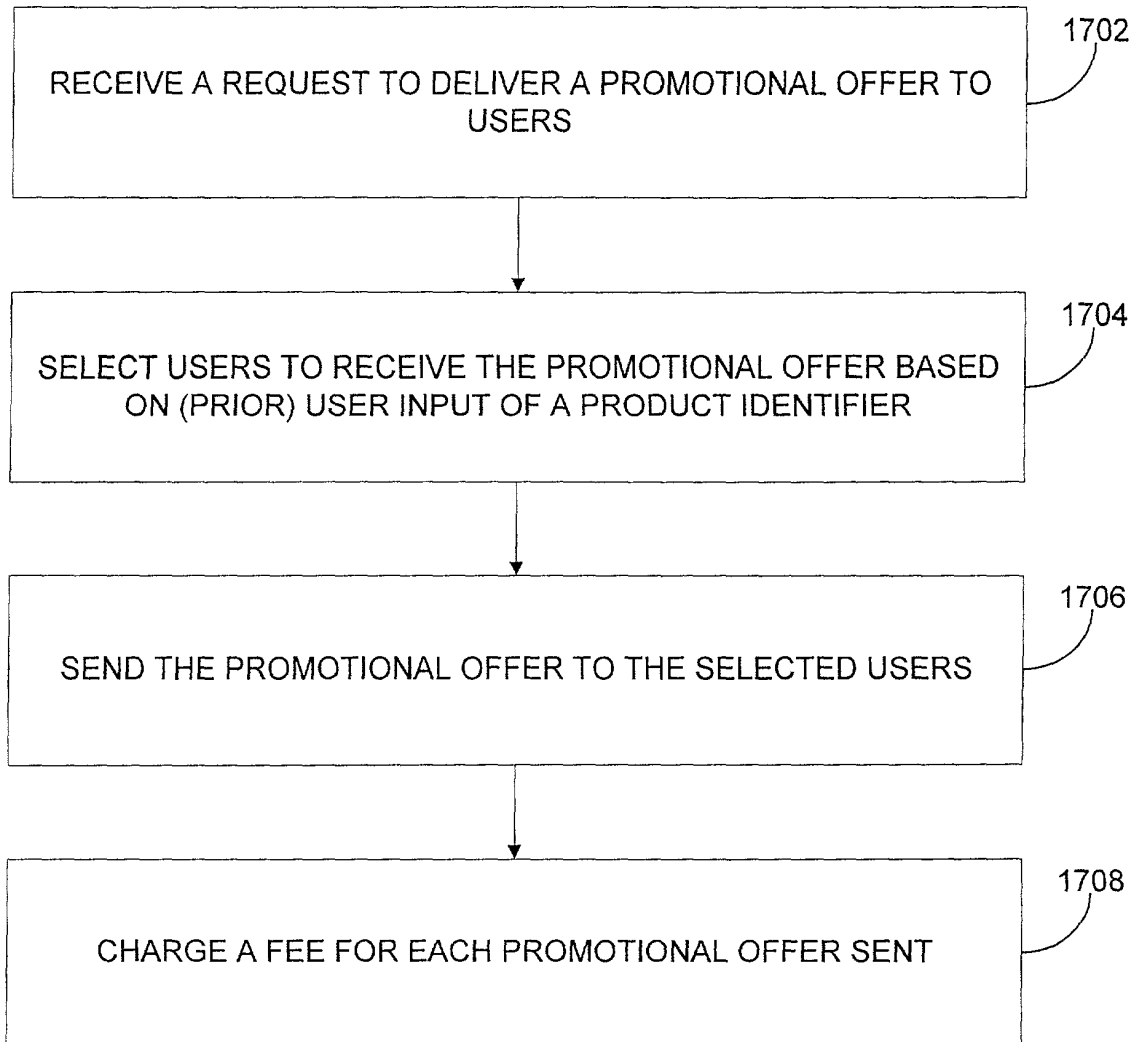 1702
RECEIVE A REQUEST TO DELIVER A PROMOTIONAL OFFER TO
USERS
1704
SELECT USERS TO RECEIVE THE PROMOTIONAL OFFER BASED
ON (PRIOR) USER INPUT OF A PRODUCT IDENTIFIER
1706
SEND THE PROMOTIONAL OFFER TO THE SELECTED USERS
1708
CHARGE A FEE FOR EACH PROMOTIONAL OFFER SENT